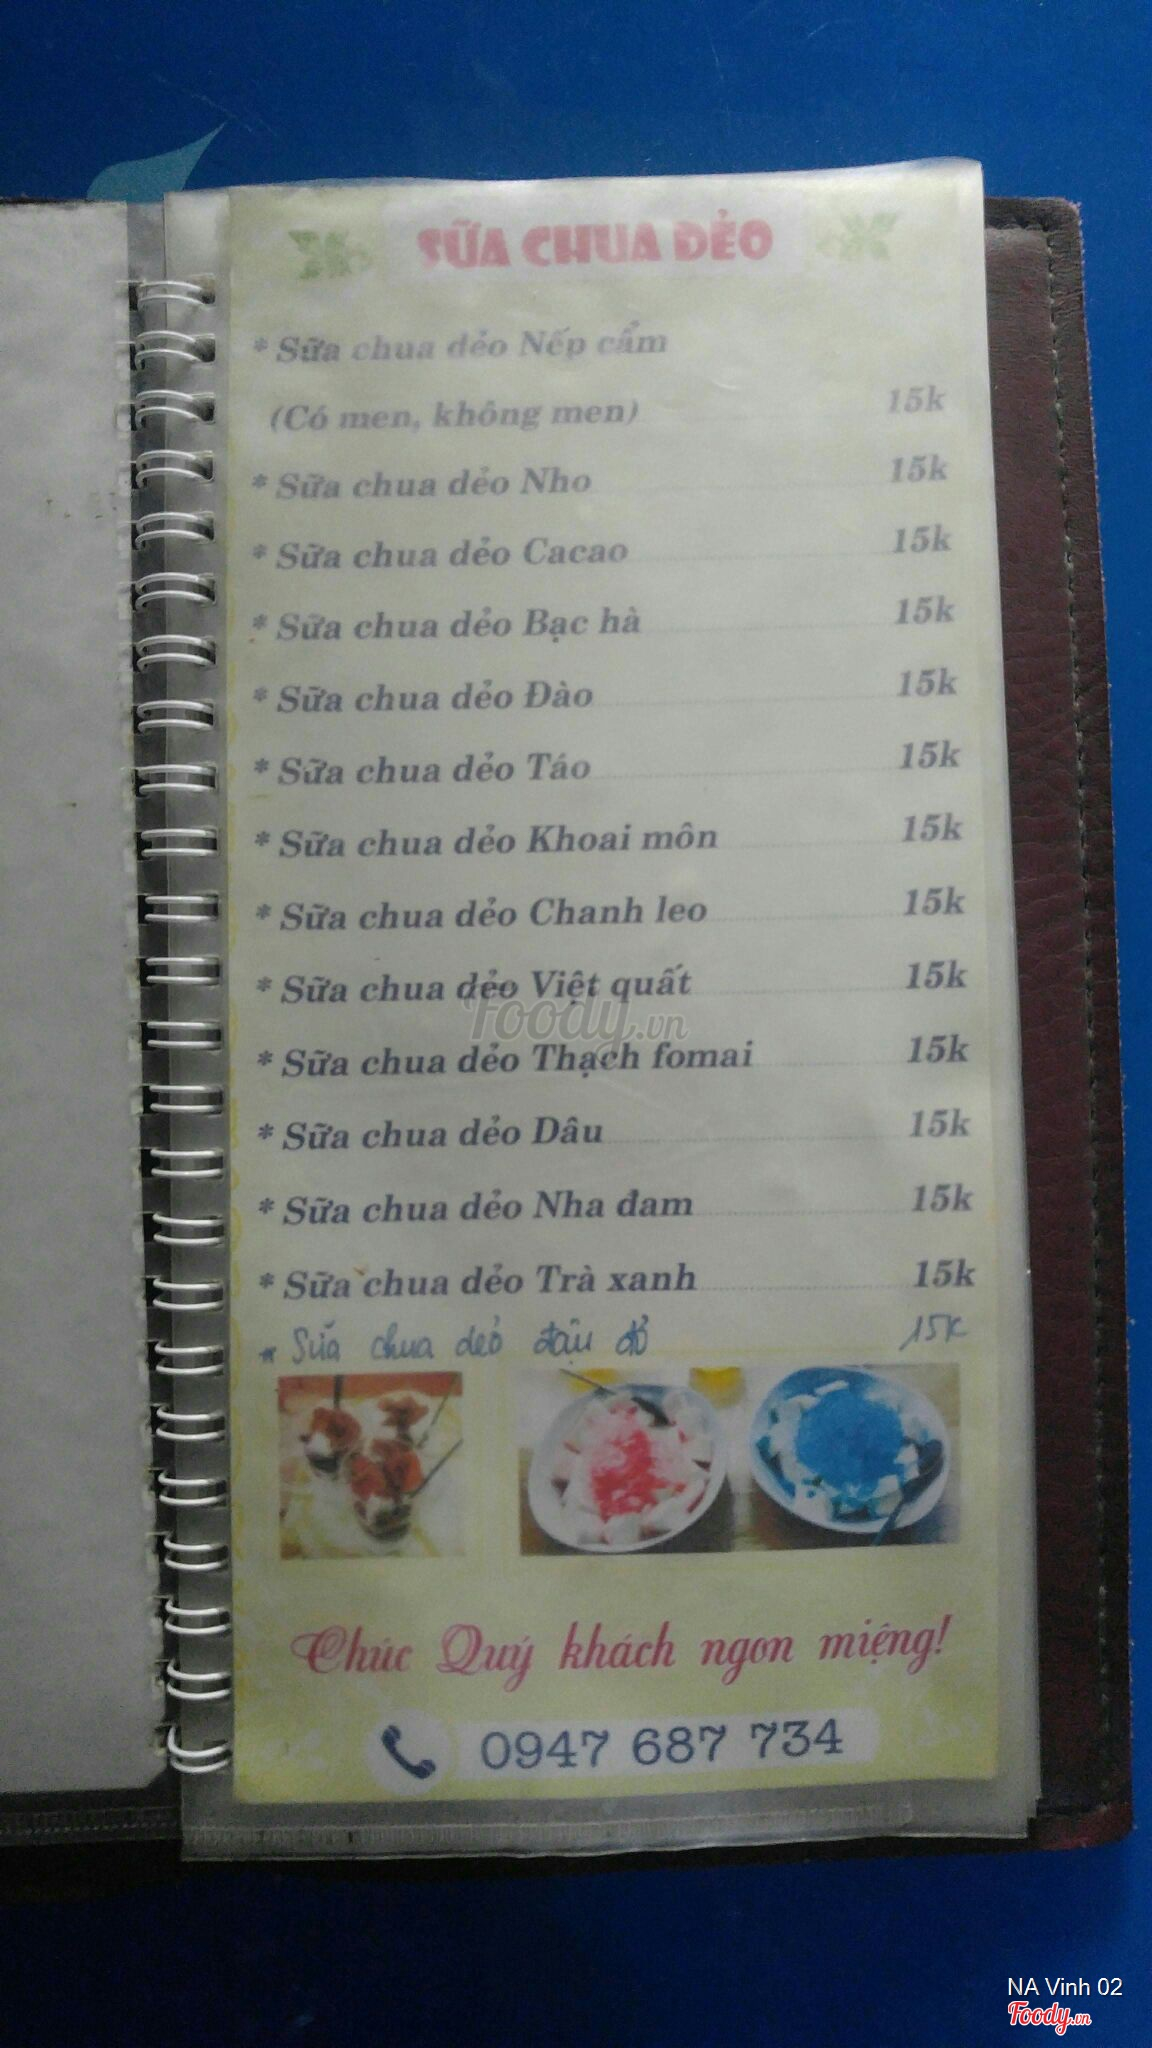 SỮA CHUA DẺO
* Sữa chua dẻo Nếp cẩm
(Có men, không men) 15k
* Sữa chua dẻo Nho 15k
* Sữa chua dẻo Cacao 15k
* Sữa chua dẻo Bạc hà 15k
* Sữa chua dẻo Đào 15k
* Sữa chua dẻo Táo 15k
* Sữa chua dẻo Khoai môn 15k
* Sữa chua dẻo Chanh leo 15k
* Sữa chua dẻo Việt quất 15k
Foody.vn
* Sữa chua dẻo Thạch fomai 15k
* Sữa chua dẻo Dâu 15k
* Sữa chua dẻo Nha đam 15k
* Sữa chua dẻo Trà xanh 15k
* Sữa chua dẻo đậu đỏ 15K
Chúc Quý khách ngon miệng!
0947 687 734
NA Vinh 02
Foody.vn